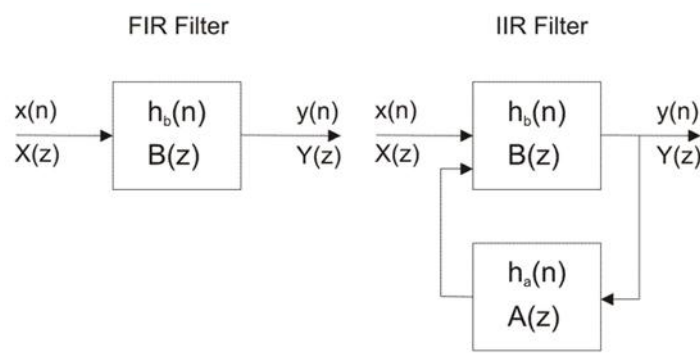 FIR Filter
x(n)
X(z)
h_b(n)
B(z)
y(n)
Y(z)
IIR Filter
x(n)
X(z)
h_b(n)
B(z)
y(n)
Y(z)
h_a(n)
A(z)